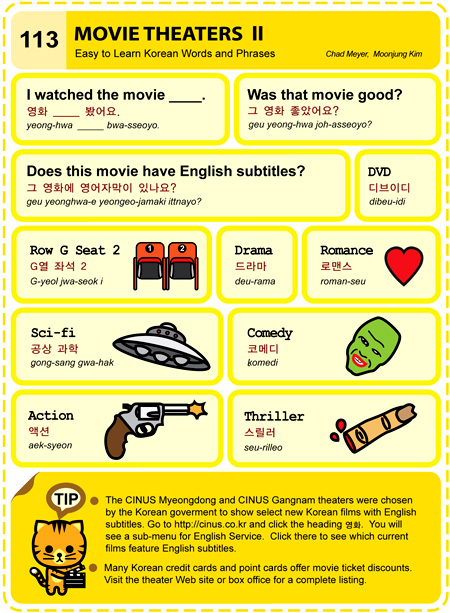 113
MOVIE THEATERS II
Easy to Learn Korean Words and Phrases
Chad Meyer, Moonjung Kim
I watched the movie ____.
영화 ____ 봤어요.
yeong-hwa _____ bwa-sseoyo.
Was that movie good?
그 영화 좋았어요?
geu yeong-hwa joh-asseoyo?
Does this movie have English subtitles?
그 영화에 영어자막이 있나요?
geu yeonghwa-e yeongeo-jamaki ittnayo?
DVD
디브이디
dibeu-idi
Row G Seat 2
G열 좌석 2
G-yeol jwa-seok i
1
2
Drama
드라마
deu-rama
Romance
로맨스
roman-seu
Sci-fi
공상 과학
gong-sang gwa-hak
Comedy
코메디
komedi
Action
액션
aek-syeon
Thriller
스릴러
seu-rilleo
TIP
The CINUS Myeongdong and CINUS Gangnam theaters were chosen
by the Korean goverment to show select new Korean films with English
subtitles. Go to http://cinus.co.kr and click the heading 영화. You will
see a sub-menu for English Service. Click there to see which current
films feature English subtitles.
Many Korean credit cards and point cards offer movie ticket discounts.
Visit the theater Web site or box office for a complete listing.